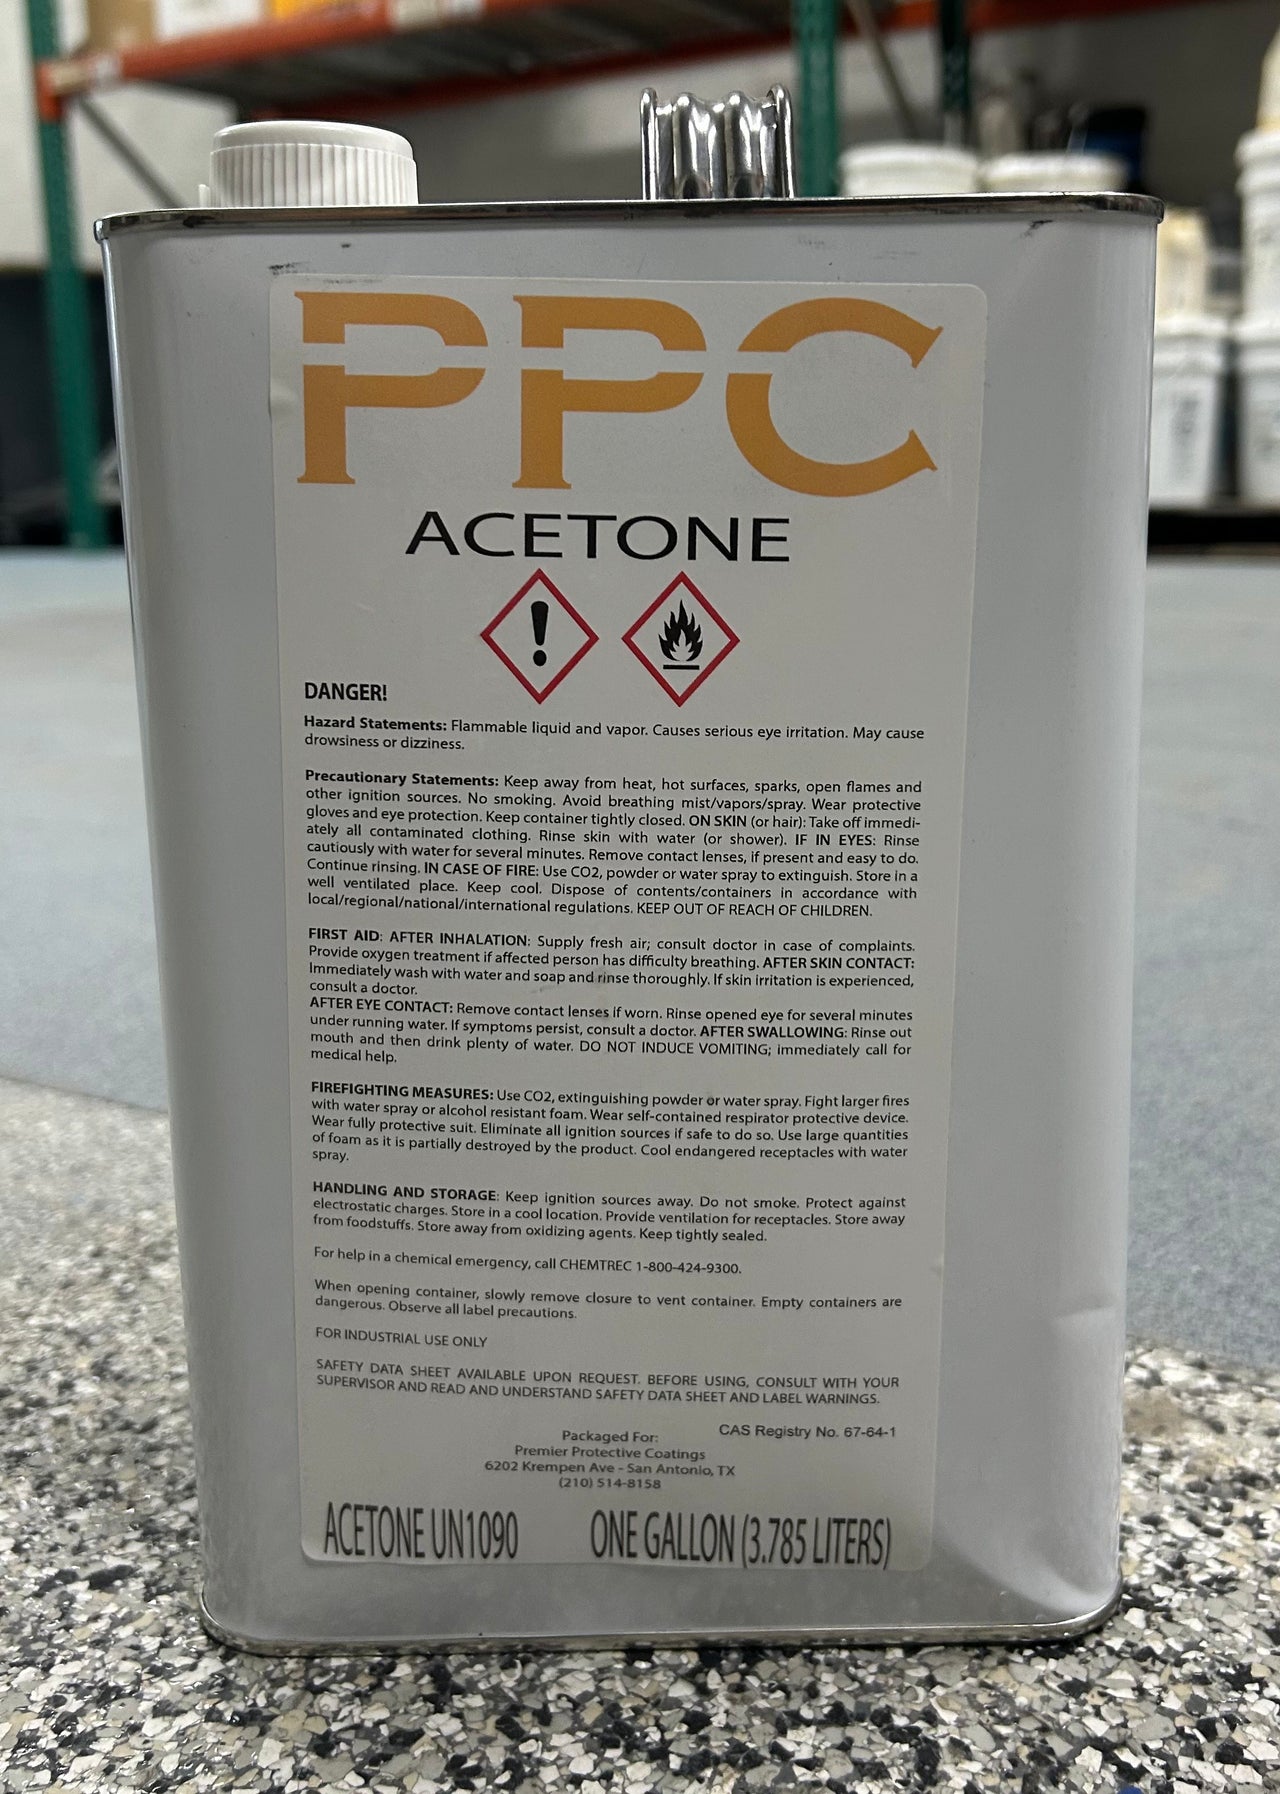 PPC
ACETONE
DANGER!
Hazard Statements: Flammable liquid and vapor. Causes serious eye irritation. May cause
drowsiness or dizziness.
Precautionary Statements: Keep away from heat, hot surfaces, sparks, open flames and
other ignition sources. No smoking. Avoid breathing mist/vapors/spray. Wear protective
gloves and eye protection. Keep container tightly closed. ON SKIN (or hair): Take off immedi-
ately all contaminated clothing. Rinse skin with water (or shower). IF IN EYES: Rinse
cautiously with water for several minutes. Remove contact lenses, if present and easy to do.
Continue rinsing. IN CASE OF FIRE: Use CO2, powder or water spray to extinguish. Store in a
well ventilated place. Keep cool. Dispose of contents/containers in accordance with
local/regional/national/international regulations. KEEP OUT OF REACH OF CHILDREN.
FIRST AID: AFTER INHALATION: Supply fresh air; consult doctor in case of complaints.
Provide oxygen treatment if affected person has difficulty breathing. AFTER SKIN CONTACT:
Immediately wash with water and soap and rinse thoroughly. If skin irritation is experienced,
consult a doctor.
AFTER EYE CONTACT: Remove contact lenses if worn. Rinse opened eye for several minutes
under running water. If symptoms persist, consult a doctor. AFTER SWALLOWING: Rinse out
mouth and then drink plenty of water. DO NOT INDUCE VOMITING; immediately call for
medical help.
FIREFIGHTING MEASURES: Use CO2, extinguishing powder or water spray. Fight larger fires
with water spray or alcohol resistant foam. Wear self-contained respirator protective device.
Wear fully protective suit. Eliminate all ignition sources if safe to do so. Use large quantities
of foam as it is partially destroyed by the product. Cool endangered receptacles with water
spray.
HANDLING AND STORAGE: Keep ignition sources away. Do not smoke. Protect against
electrostatic charges. Store in a cool location. Provide ventilation for receptacles. Store away
from foodstuffs. Store away from oxidizing agents. Keep tightly sealed.
For help in a chemical emergency, call CHEMTREC 1-800-424-9300.
When opening container, slowly remove closure to vent container. Empty containers are
dangerous. Observe all label precautions.
FOR INDUSTRIAL USE ONLY
SAFETY DATA SHEET AVAILABLE UPON REQUEST. BEFORE USING, CONSULT WITH YOUR
SUPERVISOR AND READ AND UNDERSTAND SAFETY DATA SHEET AND LABEL WARNINGS.
CAS Registry No. 67-64-1
Packaged For:
Premier Protective Coatings
6202 Krempen Ave - San Antonio, TX
(210) 514-8158
ACETONE UN1090 ONE GALLON (3.785 LITERS)